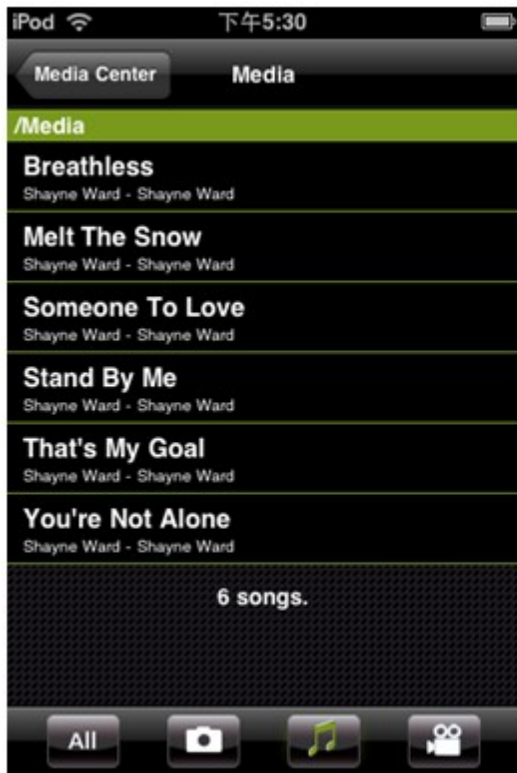 iPod 下午5:30
Media Center Media
/Media
Breathless
Shayne Ward - Shayne Ward
Melt The Snow
Shayne Ward - Shayne Ward
Someone To Love
Shayne Ward - Shayne Ward
Stand By Me
Shayne Ward - Shayne Ward
That's My Goal
Shayne Ward - Shayne Ward
You're Not Alone
Shayne Ward - Shayne Ward
6 songs.
All